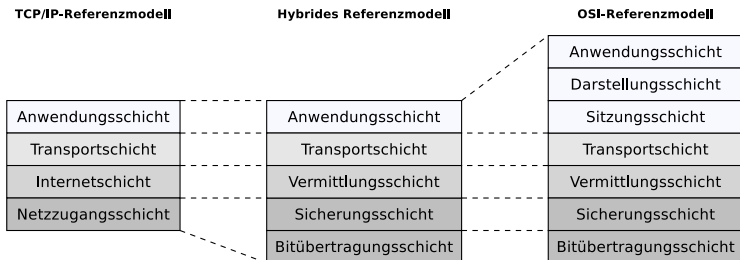 TCP/IP-Referenzmodell
Anwendungsschicht
Transportschicht
Internetschicht
Netzzugangsschicht
Hybrides Referenzmodell
Anwendungsschicht
Transportschicht
Vermittlungsschicht
Sicherungsschicht
Bitübertragungsschicht
OSI-Referenzmodell
Anwendungsschicht
Darstellungsschicht
Sitzungsschicht
Transportschicht
Vermittlungsschicht
Sicherungsschicht
Bitübertragungsschicht